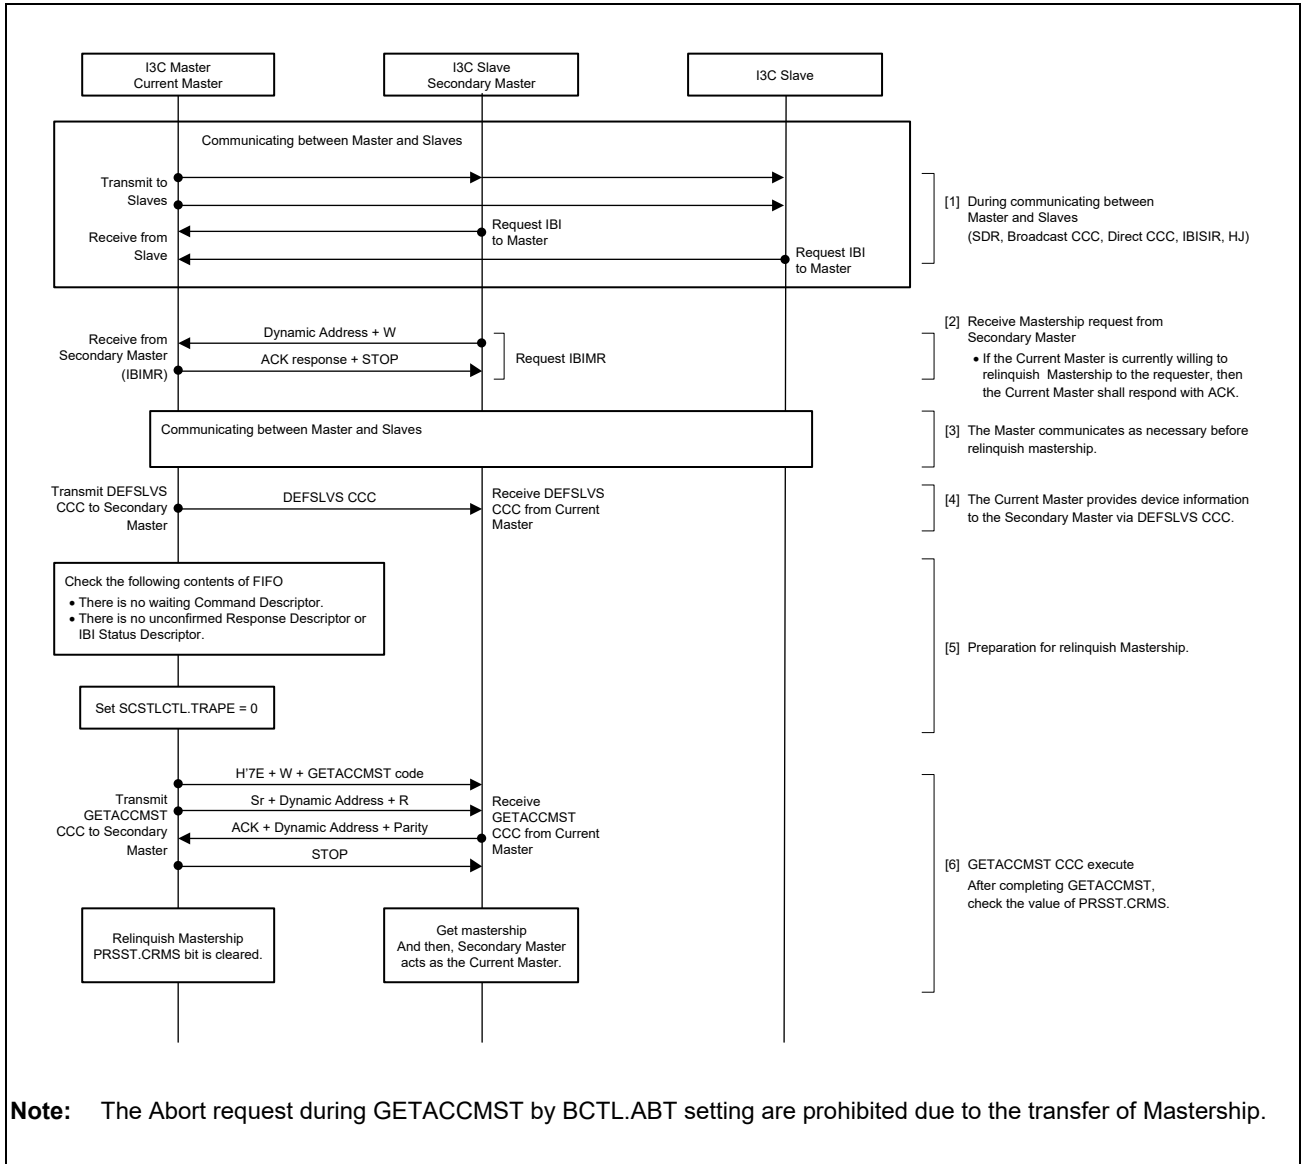 I3C Master
Current Master
I3C Slave
Secondary Master
I3C Slave
Communicating between Master and Slaves
Transmit to
Slaves
Receive from
Slave
Request IBI
to Master
Request IBI
to Master
[1] During communicating between
Master and Slaves
(SDR, Broadcast CCC, Direct CCC, IBISIR, HJ)
Receive from
Secondary Master
(IBIMR)
Dynamic Address + W
ACK response + STOP
Request IBIMR
[2] Receive Mastership request from
Secondary Master
• If the Current Master is currently willing to
relinquish Mastership to the requester, then
the Current Master shall respond with ACK.
Communicating between Master and Slaves
[3] The Master communicates as necessary before
relinquish mastership.
Transmit DEFSLVS
CCC to Secondary
Master
DEFSLVS CCC
Receive DEFSLVS
CCC from Current
Master
[4] The Current Master provides device information
to the Secondary Master via DEFSLVS CCC.
Check the following contents of FIFO
• There is no waiting Command Descriptor.
• There is no unconfirmed Response Descriptor or
IBI Status Descriptor.
[5] Preparation for relinquish Mastership.
Set SCSTLCTL.TRAPE = 0
Transmit
GETACCMST
CCC to Secondary
Master
H'7E + W + GETACCMST code
Sr + Dynamic Address + R
ACK + Dynamic Address + Parity
STOP
Receive
GETACCMST
CCC from Current
Master
[6] GETACCMST CCC execute
After completing GETACCMST,
check the value of PRSST.CRMS.
Relinquish Mastership
PRSST.CRMS bit is cleared.
Get mastership
And then, Secondary Master
acts as the Current Master.
Note: The Abort request during GETACCMST by BCTL.ABT setting are prohibited due to the transfer of Mastership.